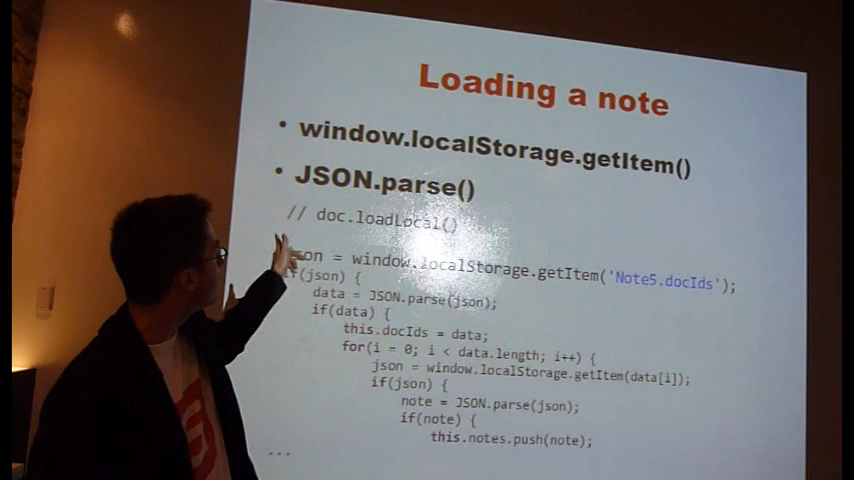 Loading a note
• window.localStorage.getItem()
• JSON.parse()
// doc.loadLocal()
json = window.localStorage.getItem('Note5.docIds');
if(json) {
data = JSON.parse(json);
if(data) {
this.docIds = data;
for(i = 0; i < data.length; i++) {
json = window.localStorage.getItem(data[i]);
if(json) {
note = JSON.parse(json);
if(note) {
this.notes.push(note);
...